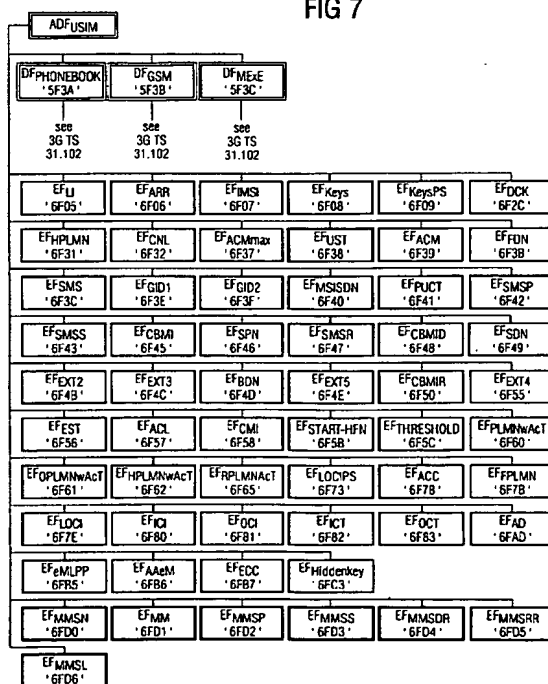 FIG 7
ADFUSIM
DFPHONEBOOK DFGSM DFMExE
'5F3A' '5F3B' '5F3C'
see see see
3G TS 3G TS 3G TS
31.102 31.102 31.102
EFLI EFARR EFIMSI EFKeys EFKeysPS EFDCK
'6F05' '6F06' '6F07' '6F08' '6F09' '6F2C'
EFHPLMN EFCNL EFACMmax EFUST EFACM EFFDN
'6F31' '6F32' '6F37' '6F38' '6F39' '6F3B'
EFSMS EFGID1 EFGID2 EFMSISDN EFPUCT EFSMSP
'6F3C' '6F3E' '6F3F' '6F40' '6F41' '6F42'
EFSMSS EFCBMI EFSPN EFSMSR EFCBMID EFSDN
'6F43' '6F45' '6F46' '6F47' '6F48' '6F49'
EFEXT2 EFEXT3 EFBDN EFEXT5 EFCBMIR EFEXT4
'6F4B' '6F4C' '6F4D' '6F4E' '6F50' '6F55'
EFEST EFACL EFCMI EFSTART-HFN EFTHRESHOLD EFPLMNwAcT
'6F56' '6F57' '6F58' '6F5B' '6F5C' '6F60'
EFOPLMNwAcT EFHPLMNwAcT EFRPLMNAcT EFLOCIPS EFACC EFFPLMN
'6F61' '6F62' '6F65' '6F73' '6F78' '6F7B'
EFLOCI EFICI EFOCI EFICT EFOCT EFAD
'6F7E' '6F80' '6F81' '6F82' '6F83' '6FAD'
EFeMLPP EFAAeM EFECC EFHiddenkey
'6FB5' '6FB6' '6FB7' '6FC3'
EFMMSN EFMM EFMMSP EFMMSS EFMMSDR EFMMSRR
'6FD0' '6FD1' '6FD2' '6FD3' '6FD4' '6FD5'
EFMMSL
'6FD6'